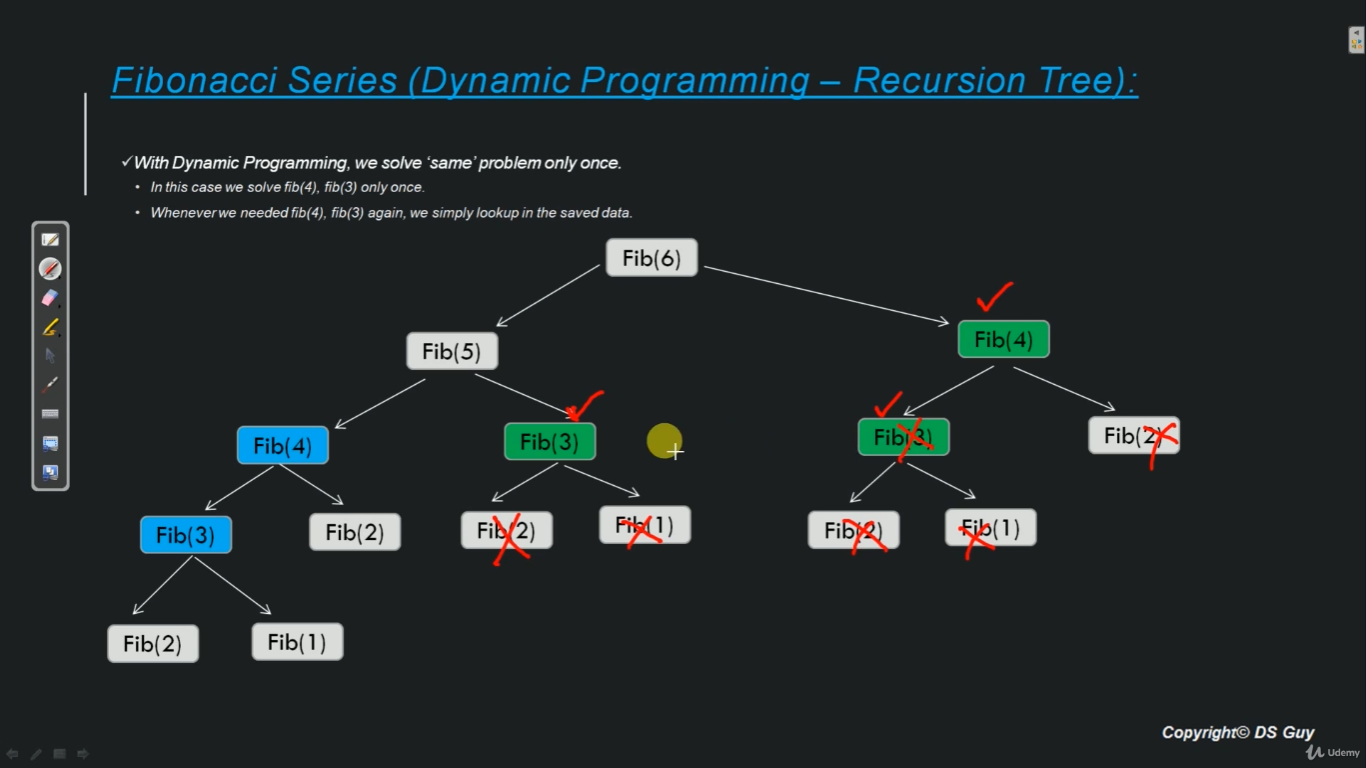 Fibonacci Series (Dynamic Programming – Recursion Tree):
✓With Dynamic Programming, we solve ‘same’ problem only once.
• In this case we solve fib(4), fib(3) only once.
• Whenever we needed fib(4), fib(3) again, we simply lookup in the saved data.
Fib(6)
Fib(5)
Fib(4)
Fib(4)
Fib(3)
Fib(3)
Fib(2)
Fib(3)
Fib(2)
Fib(2)
Fib(1)
Fib(2)
Fib(1)
Fib(2)
Fib(1)
Copyright© DS Guy
Udemy